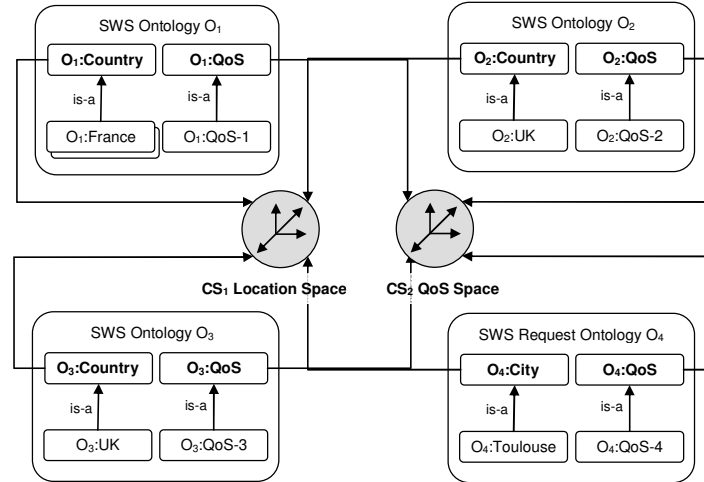 SWS Ontology O1
O1:Country O1:QoS
is-a is-a
O1:France O1:QoS-1
SWS Ontology O2
O2:Country O2:QoS
is-a is-a
O2:UK O2:QoS-2
CS1 Location Space CS2 QoS Space
SWS Ontology O3
O3:Country O3:QoS
is-a is-a
O3:UK O3:QoS-3
SWS Request Ontology O4
O4:City O4:QoS
is-a is-a
O4:Toulouse O4:QoS-4